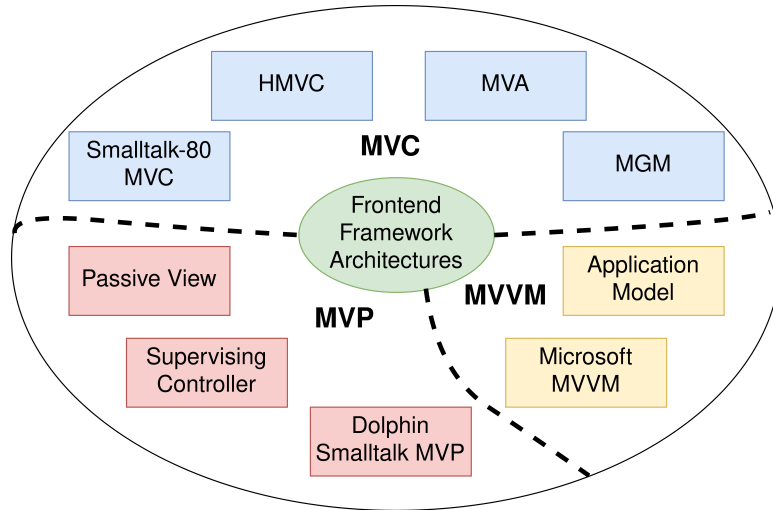 HMVC
MVA
MVC
Smalltalk-80
MVC
MGM
Frontend
Framework
Architectures
Passive View
Application
Model
MVVM
MVP
Supervising
Controller
Microsoft
MVVM
Dolphin
Smalltalk MVP